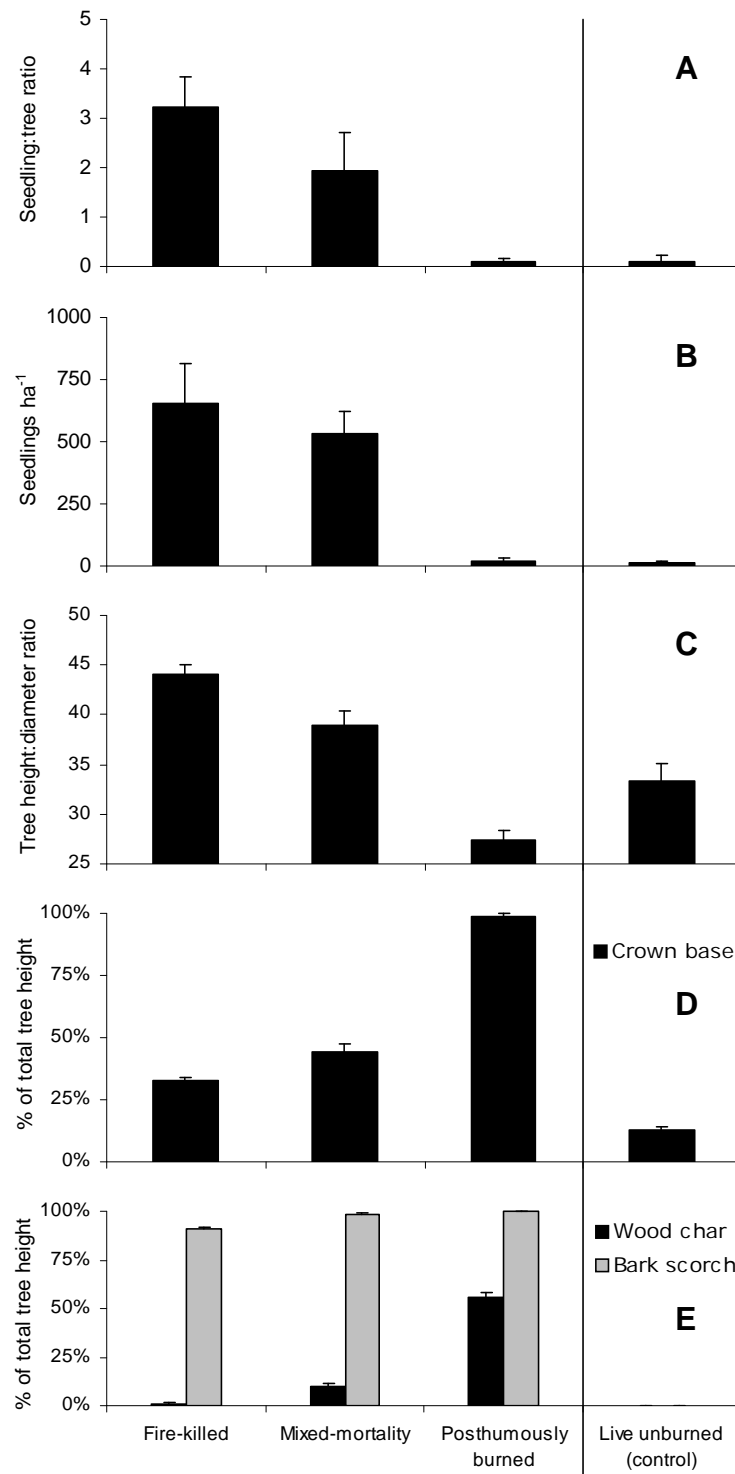 5
4
3
2
1
0
Seedling:tree ratio
A
1000
750
500
250
0
Seedlings ha⁻¹
B
50
45
40
35
30
25
Tree height:diameter ratio
C
100%
75%
50%
25%
0%
% of total tree height
Crown base
D
100%
75%
50%
25%
0%
% of total tree height
Wood char
Bark scorch
E
Fire-killed
Mixed-mortality
Posthumously
burned
Live unburned
(control)